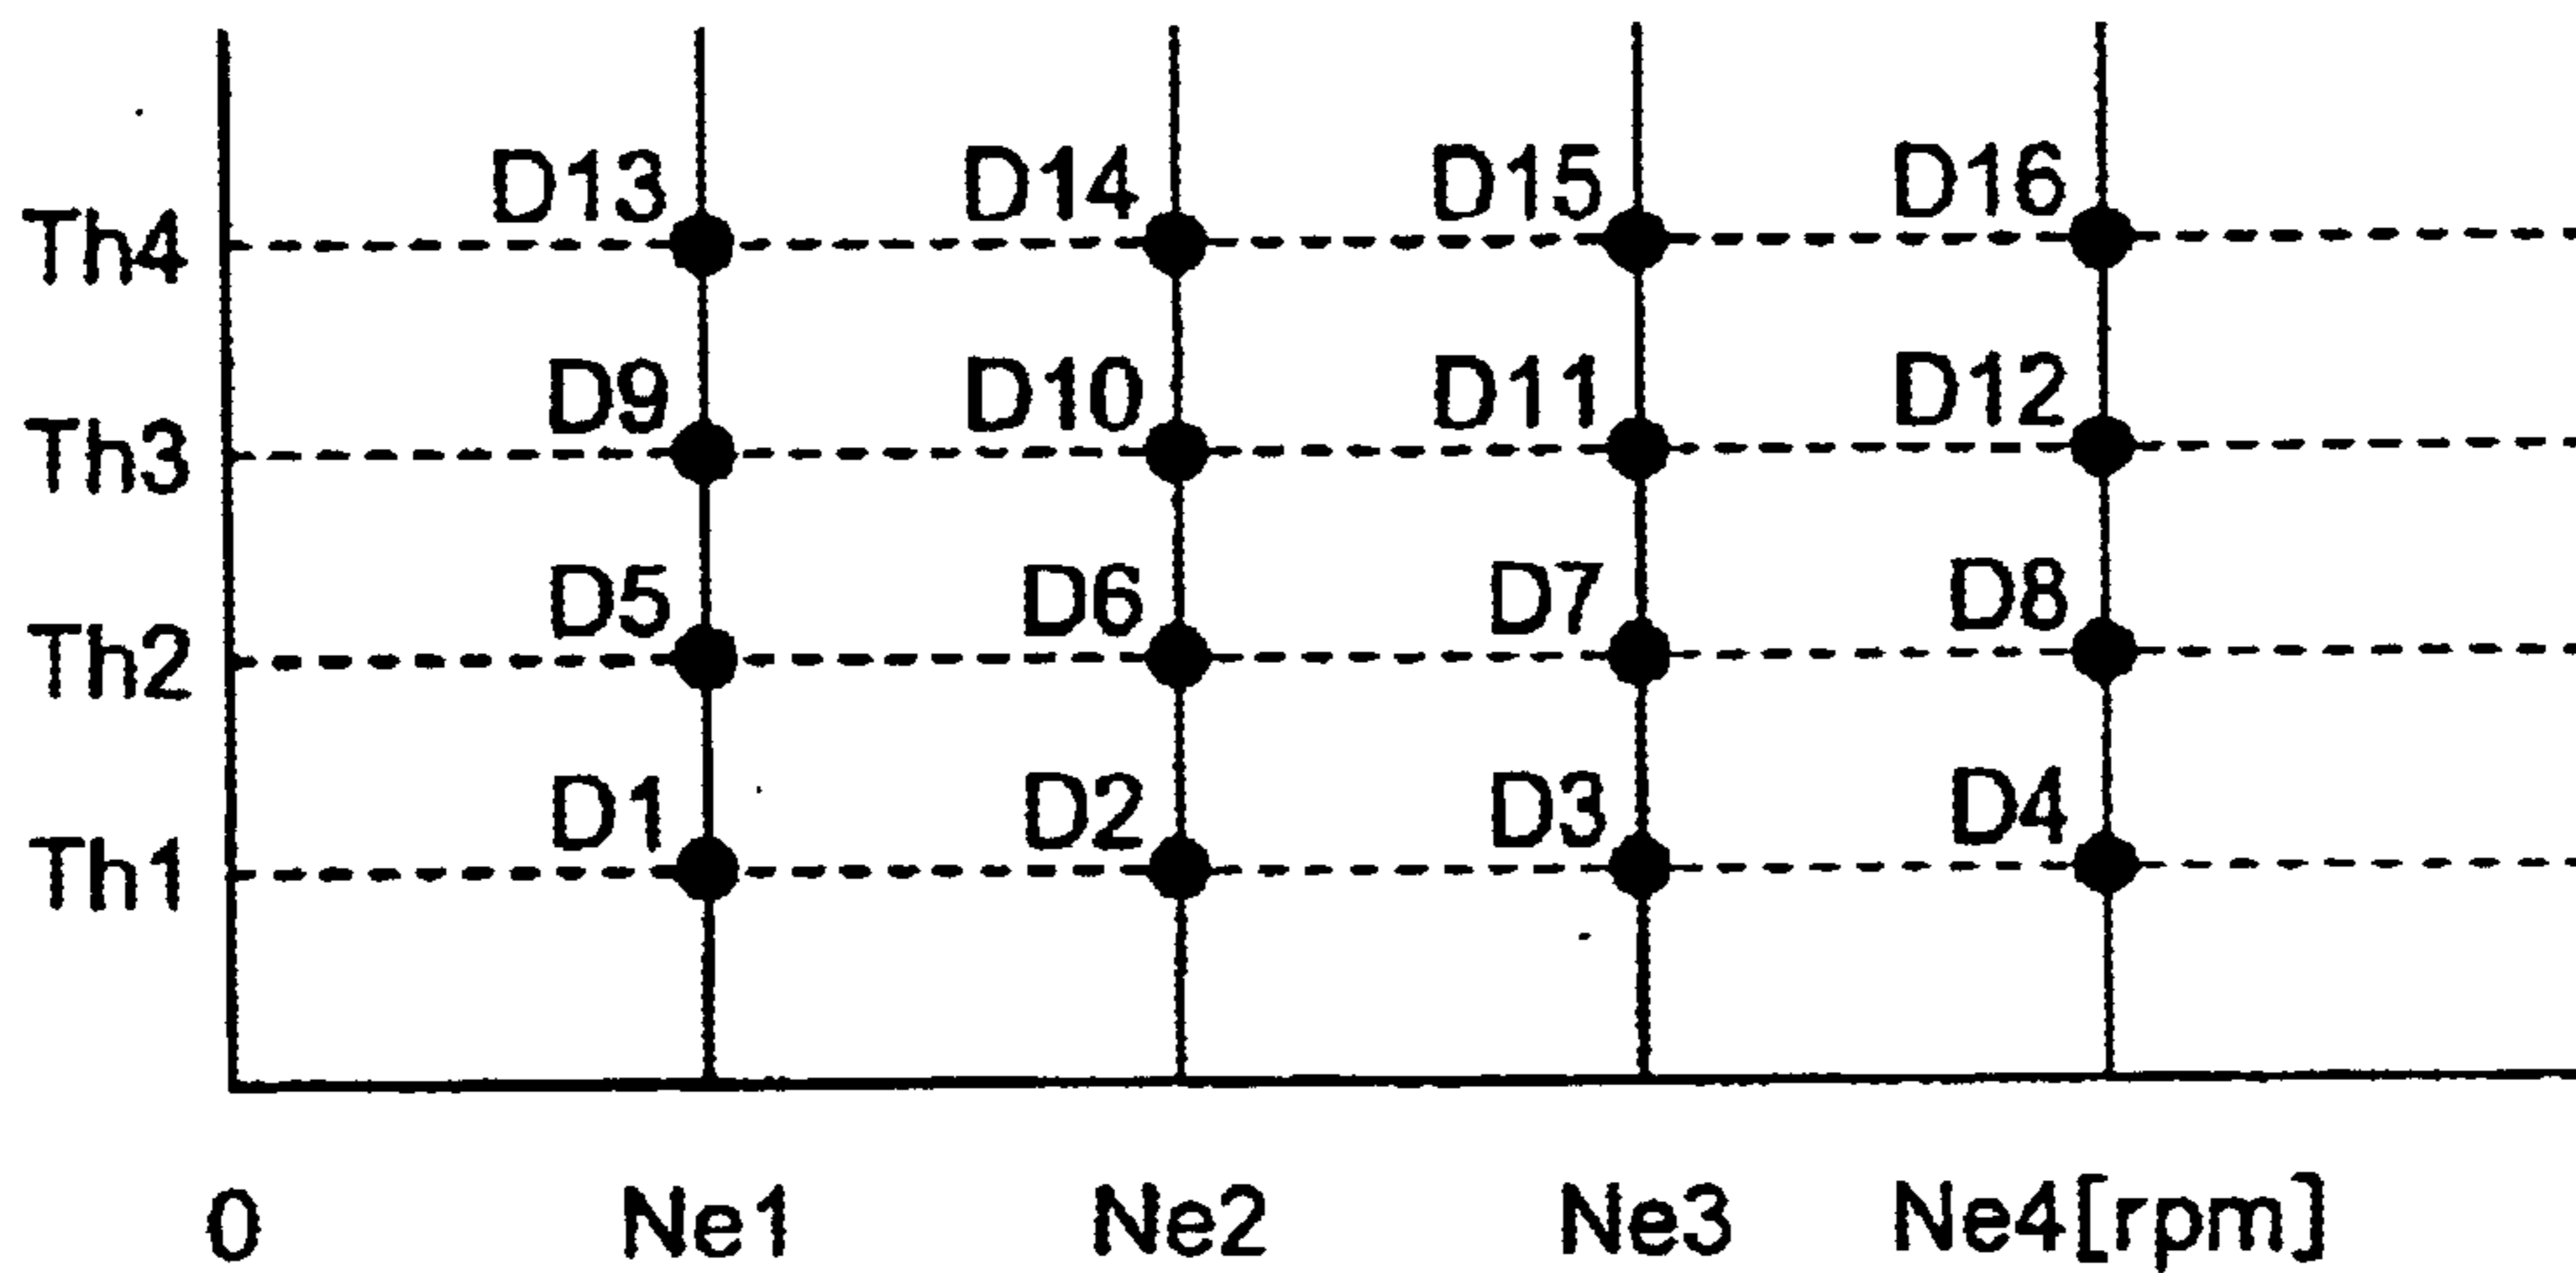 D13 D14 D15 D16
Th4
D9 D10 D11 D12
Th3
D5 D6 D7 D8
Th2
D1 D2 D3 D4
Th1
0 Ne1 Ne2 Ne3 Ne4[rpm]